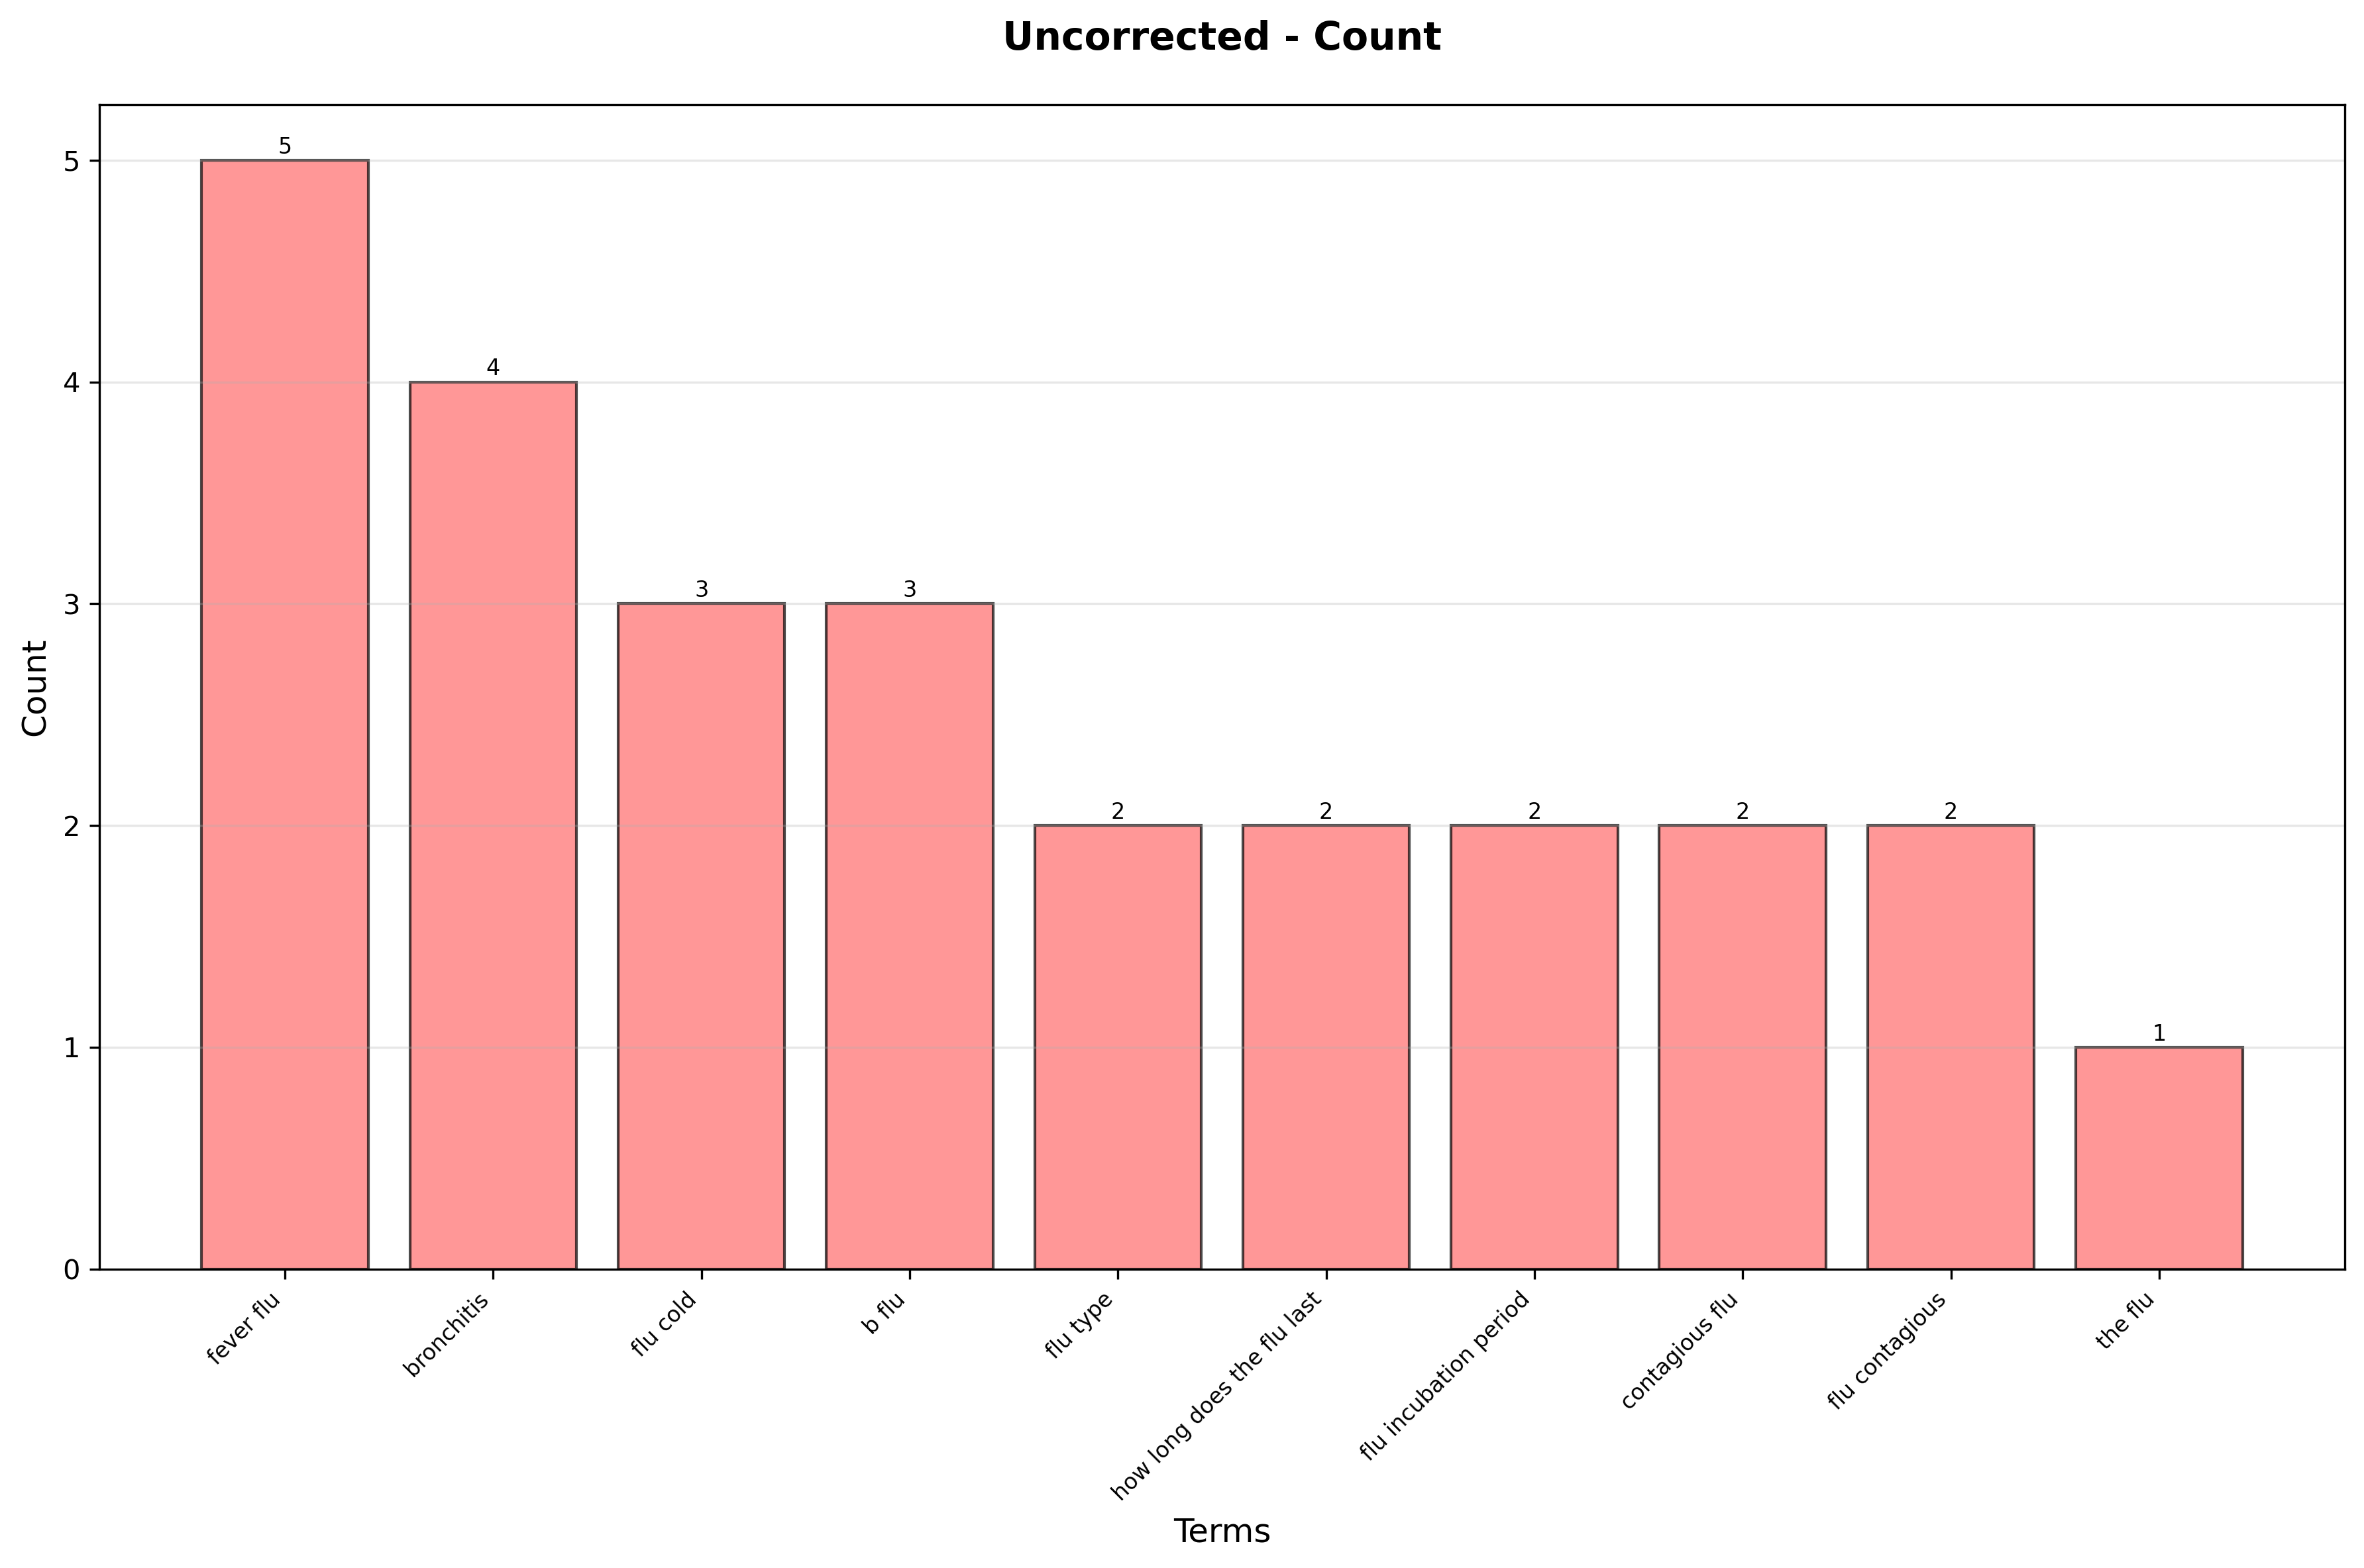 Uncorrected - Count
5
4
3
3
2
2
2
2
2
1
5
4
3
2
1
0
Count
fever flu
bronchitis
flu cold
b flu
flu type
how long does the flu last
flu incubation period
contagious flu
flu contagious
the flu
Terms